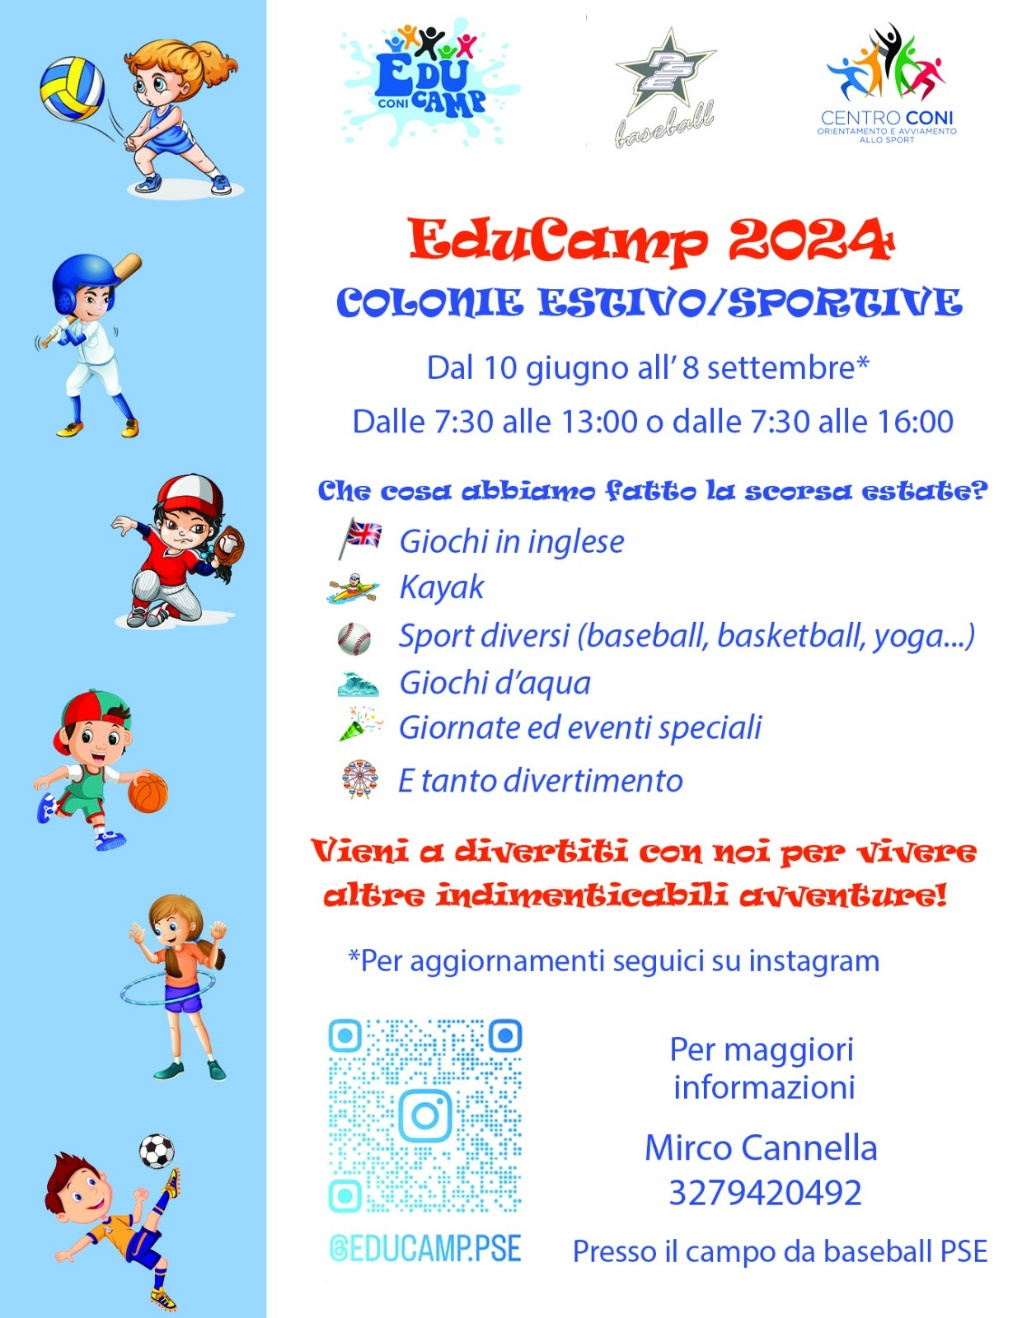 EDU
CONI CAMP
PSE
baseball
CENTRO CONI
ORIENTAMENTO E AVVIAMENTO
ALLO SPORT
EduCamp 2024
COLONIE ESTIVO/SPORTIVE
Dal 10 giugno all' 8 settembre*
Dalle 7:30 alle 13:00 o dalle 7:30 alle 16:00
Che cosa abbiamo fatto la scorsa estate?
Giochi in inglese
Kayak
Sport diversi (baseball, basketball, yoga...)
Giochi d'aqua
Giornate ed eventi speciali
E tanto divertimento
Vieni a divertiti con noi per vivere
altre indimenticabili avventure!
*Per aggiornamenti seguici su instagram
Per maggiori
informazioni
Mirco Cannella
3279420492
@EDUCAMP.PSE
Presso il campo da baseball PSE